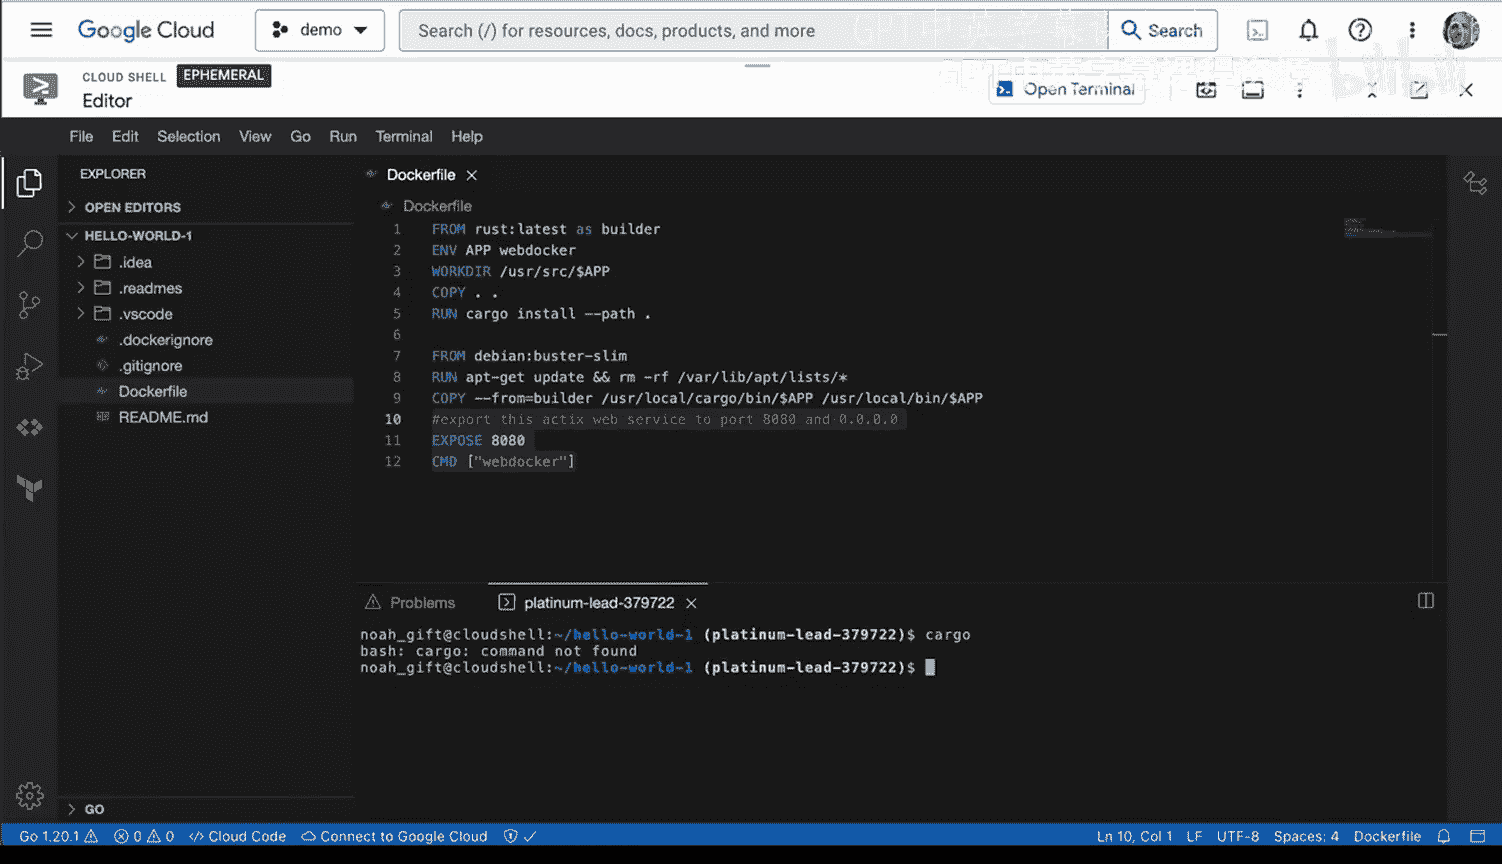 Google Cloud
demo
Search (/) for resources, docs, products, and more
Search
CLOUD SHELL
EPHEMERAL
Editor
Open Terminal
bilibili
File Edit Selection View Go Run Terminal Help
EXPLORER
OPEN EDITORS
HELLO-WORLD-1
.idea
.readmes
.vscode
.dockerignore
.gitignore
Dockerfile
README.md
GO
Dockerfile
Dockerfile
1 FROM rust:latest as builder
2 ENV APP webdocker
3 WORKDIR /usr/src/$APP
4 COPY . .
5 RUN cargo install --path .
6
7 FROM debian:buster-slim
8 RUN apt-get update && rm -rf /var/lib/apt/lists/*
9 COPY --from=builder /usr/local/cargo/bin/$APP /usr/local/bin/$APP
10 #export this actix web service to port 8080 and 0.0.0.0
11 EXPOSE 8080
12 CMD ["webdocker"]
Problems
platinum-lead-379722
noah_gift@cloudshell:~/hello-world-1 (platinum-lead-379722)$ cargo
bash: cargo: command not found
noah_gift@cloudshell:~/hello-world-1 (platinum-lead-379722)$
Go 1.20.1 0 0 </> Cloud Code Connect to Google Cloud Ln 10, Col 1 LF UTF-8 Spaces: 4 Dockerfile